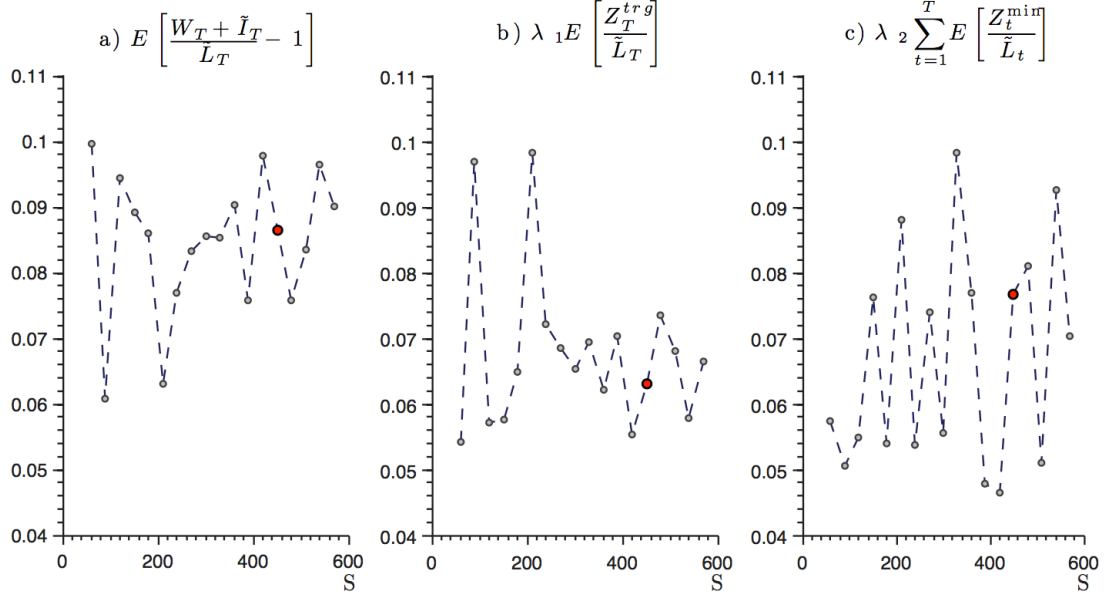 a) E [ (W_T + Ĩ_T) / L̃_T − 1 ]
b) λ_1 E [ Z_T^{trg} / L̃_T ]
c) λ_2 ∑_{t=1}^{T} E [ Z_t^{min} / L̃_t ]
0.11 0.11 0.11
0.1 0.1 0.1
0.09 0.09 0.09
0.08 0.08 0.08
0.07 0.07 0.07
0.06 0.06 0.06
0.05 0.05 0.05
0.04 0.04 0.04
0 200 400 600 0 200 400 600 0 200 400 600
S S S